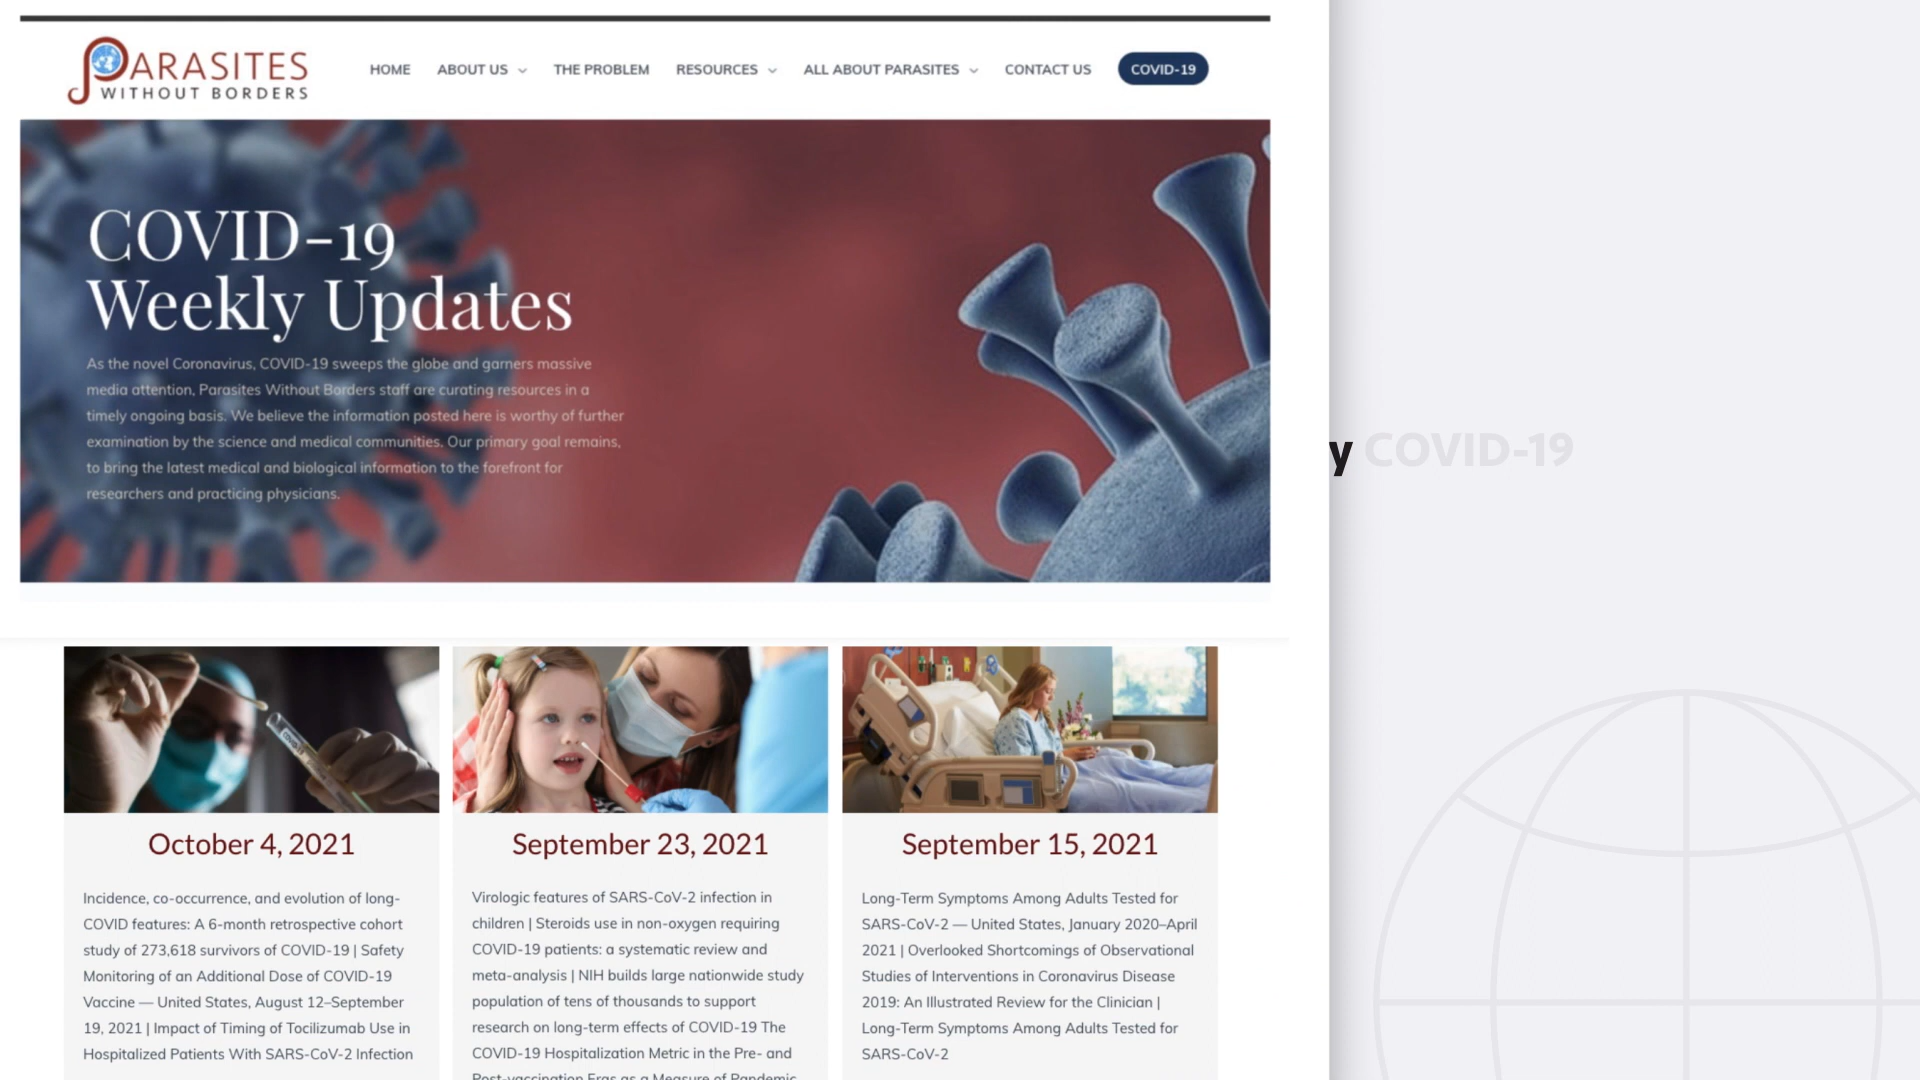 PARASITES
WITHOUT BORDERS
HOME ABOUT US THE PROBLEM RESOURCES ALL ABOUT PARASITES CONTACT US COVID-19
COVID-19
Weekly Updates
As the novel Coronavirus, COVID-19 sweeps the globe and garners massive
media attention, Parasites Without Borders staff are curating resources in a
timely ongoing basis. We believe the information posted here is worthy of further
examination by the science and medical communities. Our primary goal remains,
to bring the latest medical and biological information to the forefront for
researchers and practicing physicians.
y COVID-19
October 4, 2021
Incidence, co-occurrence, and evolution of long-
COVID features: A 6-month retrospective cohort
study of 273,618 survivors of COVID-19 | Safety
Monitoring of an Additional Dose of COVID-19
Vaccine — United States, August 12–September
19, 2021 | Impact of Timing of Tocilizumab Use in
Hospitalized Patients With SARS-CoV-2 Infection
September 23, 2021
Virologic features of SARS-CoV-2 infection in
children | Steroids use in non-oxygen requiring
COVID-19 patients: a systematic review and
meta-analysis | NIH builds large nationwide study
population of tens of thousands to support
research on long-term effects of COVID-19 The
COVID-19 Hospitalization Metric in the Pre- and
Post-vaccination Eras as a Measure of Pandemic
September 15, 2021
Long-Term Symptoms Among Adults Tested for
SARS-CoV-2 — United States, January 2020–April
2021 | Overlooked Shortcomings of Observational
Studies of Interventions in Coronavirus Disease
2019: An Illustrated Review for the Clinician |
Long-Term Symptoms Among Adults Tested for
SARS-CoV-2